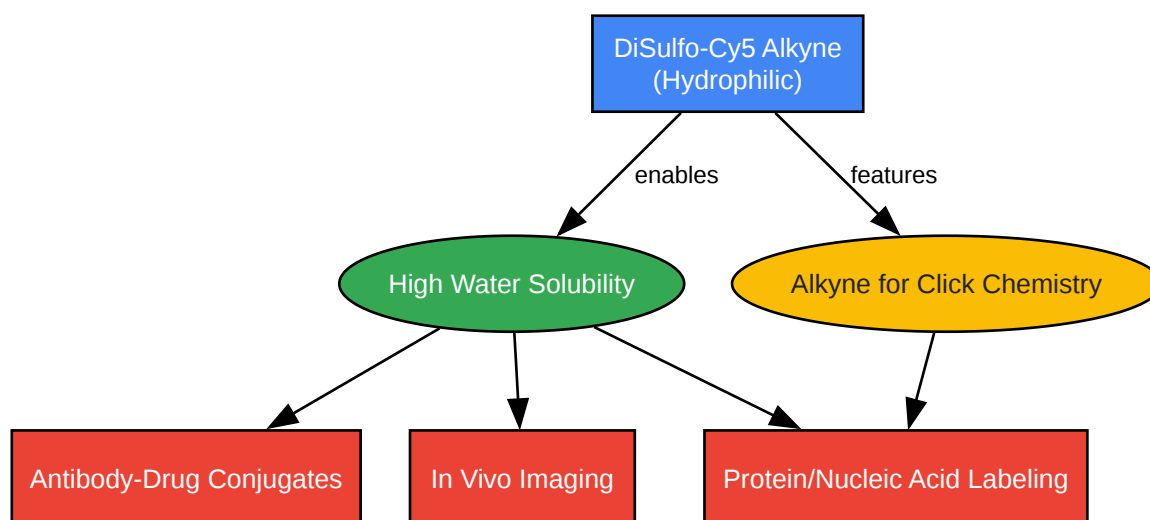 DiSulfo-Cy5 Alkyne
(Hydrophilic)
enables
features
High Water Solubility
Alkyne for Click Chemistry
Antibody-Drug Conjugates
In Vivo Imaging
Protein/Nucleic Acid Labeling